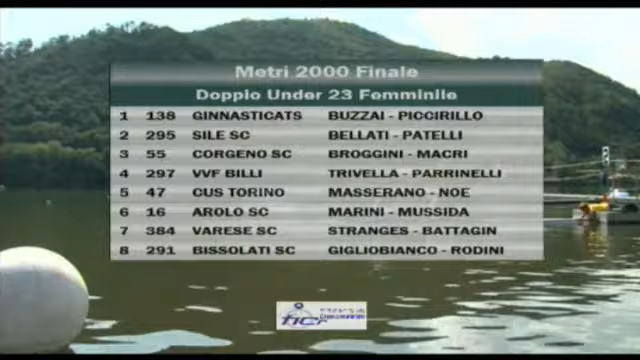 Metri 2000 Finale
Doppio Under 23 Femminile
1 138 GINNASTICATS BUZZAI - PICCIRILLO
2 295 SILE SC BELLATI - PATELLI
3 55 CORGENO SC BROGGINI - MACRI
4 297 VVF BILLI TRIVELLA - PARRINELLI
5 47 CUS TORINO MASSERANO - NOE
6 16 AROLO SC MARINI - MUSSIDA
7 384 VARESE SC STRANGES - BATTAGIN
8 291 BISSOLATI SC GIGLIOBIANCO - RODINI
ficr